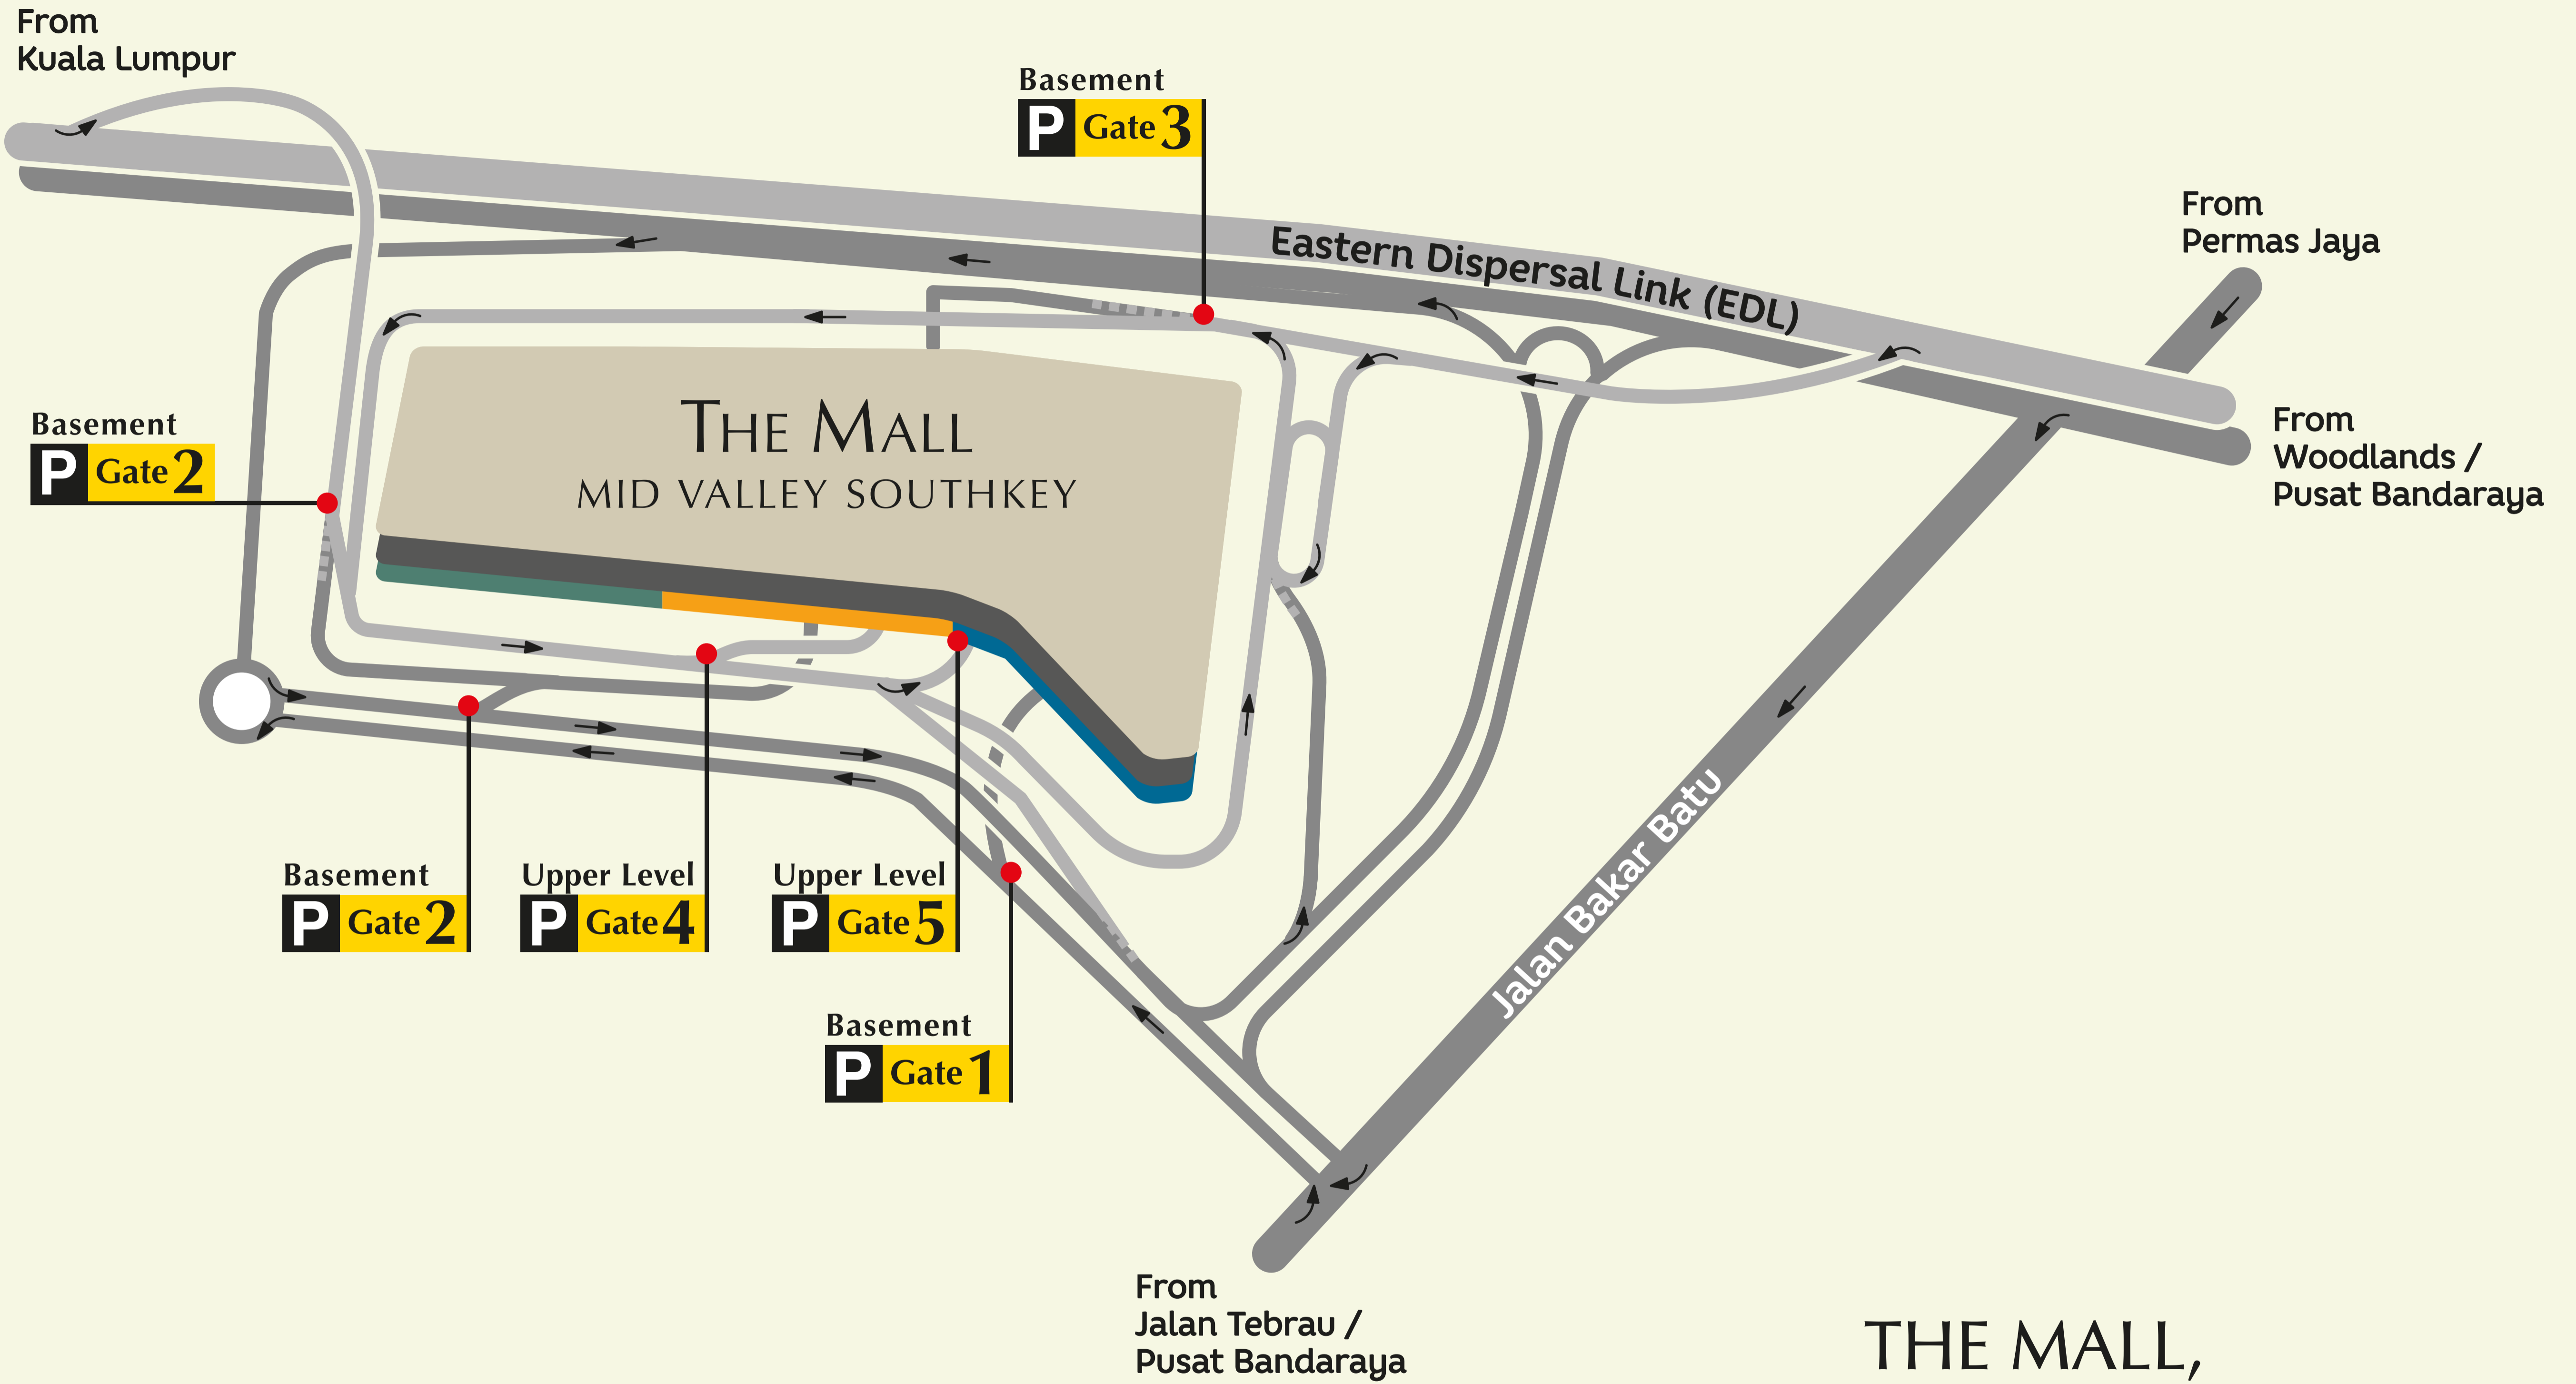 From
Kuala Lumpur
Basement
P Gate 3
From
Permas Jaya
Eastern Dispersal Link (EDL)
From
Woodlands /
Pusat Bandaraya
THE MALL
MID VALLEY SOUTHKEY
Basement
P Gate 2
Basement
P Gate 2
Upper Level
P Gate 4
Upper Level
P Gate 5
Basement
P Gate 1
Jalan Bakar Batu
From
Jalan Tebrau /
Pusat Bandaraya
THE MALL,